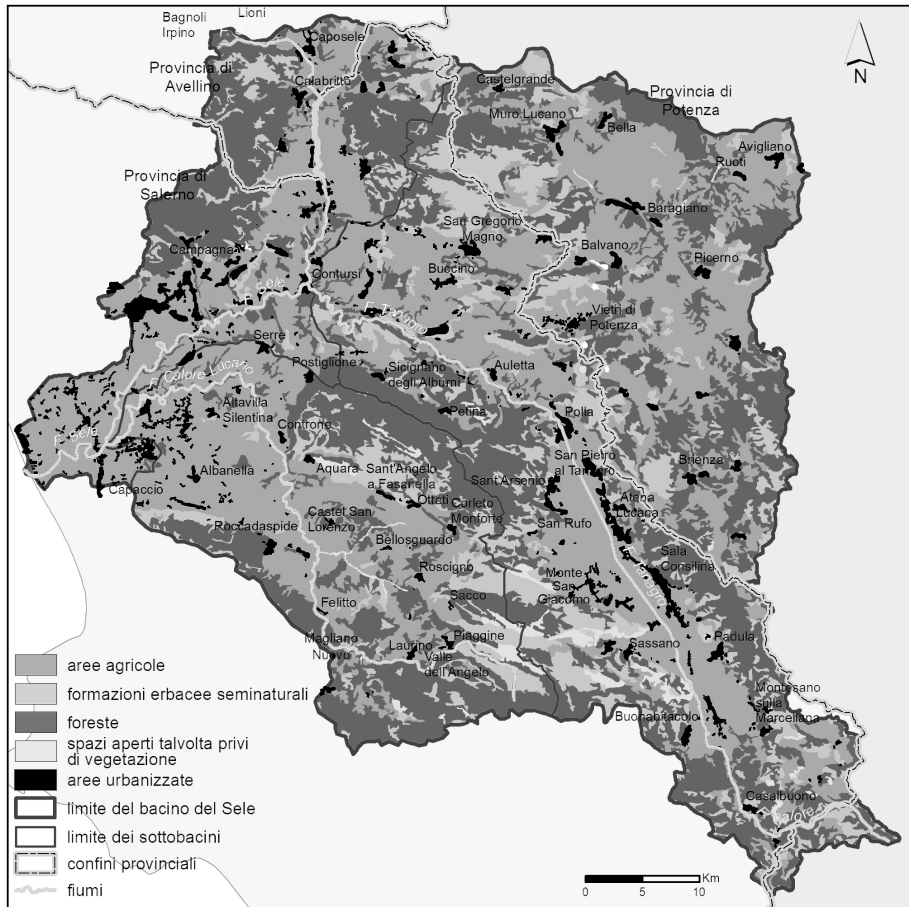 Bagnoli
Irpino
Lioni
Caposele
Provincia di
Avellino
Calabritto
Castelgrande
Provincia di
Potenza
N
Muro Lucano
Bella
Avigliano
Ruoti
Provincia di
Salerno
Baragiano
San Gregorio
Magno
Campagna
Balvano
Picerno
Buccino
Contursi
F. Sele
F. Tanagro
Vietri di
Potenza
Serre
Postiglione
F. Calore Lucano
Sicignano
degli Alburni
Auletta
Altavilla
Silentina
Petina
Polla
Controne
F. Sele
San Pietro
al Tanagro
Brienza
Albanella
Aquara
Sant'Angelo
a Fasanella
Sant'Arsenio
Capaccio
Ottati
Corleto
Monforte
Atena
Lucana
Castel San
Lorenzo
San Rufo
Roccadaspide
Bellosguardo
Sala
Consilina
Roscigno
Monte
San
Giacomo
Sacco
Felitto
Magliano
Nuovo
Piaggine
Padula
Laurino
Valle
dell'Angelo
Sassano
Montesano
sulla
Marcellana
Buonabitacolo
Casalbuono
F. Calore
aree agricole
formazioni erbacee seminaturali
foreste
spazi aperti talvolta privi
di vegetazione
aree urbanizzate
limite del bacino del Sele
limite dei sottobacini
confini provinciali
fiumi
Km
0 5 10